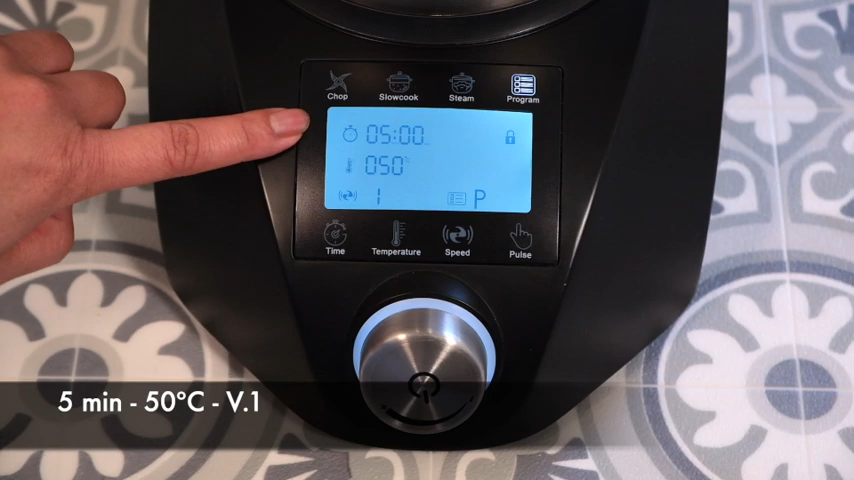 Chop Slowcook Steam Program
05:00
050°C
1 P
Time Temperature Speed Pulse
5 min - 50°C - V.1